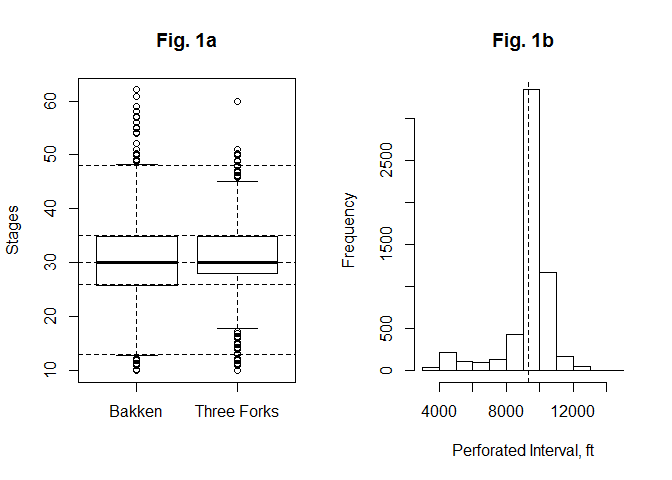 Fig. 1a
Stages
60
50
40
30
20
10
Bakken
Three Forks
Fig. 1b
Frequency
2500
1500
500
0
4000
8000
12000
Perforated Interval, ft